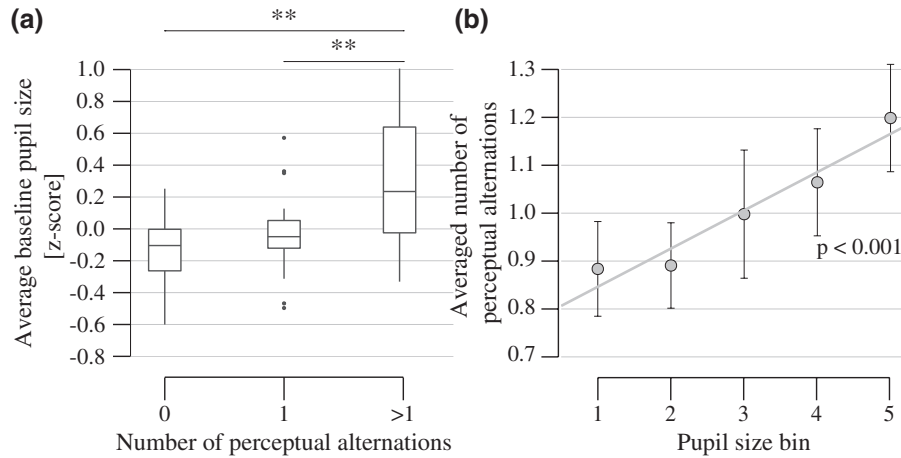 (a)
**
**
Average baseline pupil size
[z-score]
1.0
0.8
0.6
0.4
0.2
0.0
-0.2
-0.4
-0.6
-0.8
0 1 >1
Number of perceptual alternations
(b)
Averaged number of
perceptual alternations
1.3
1.2
1.1
1.0
0.9
0.8
0.7
p < 0.001
1 2 3 4 5
Pupil size bin